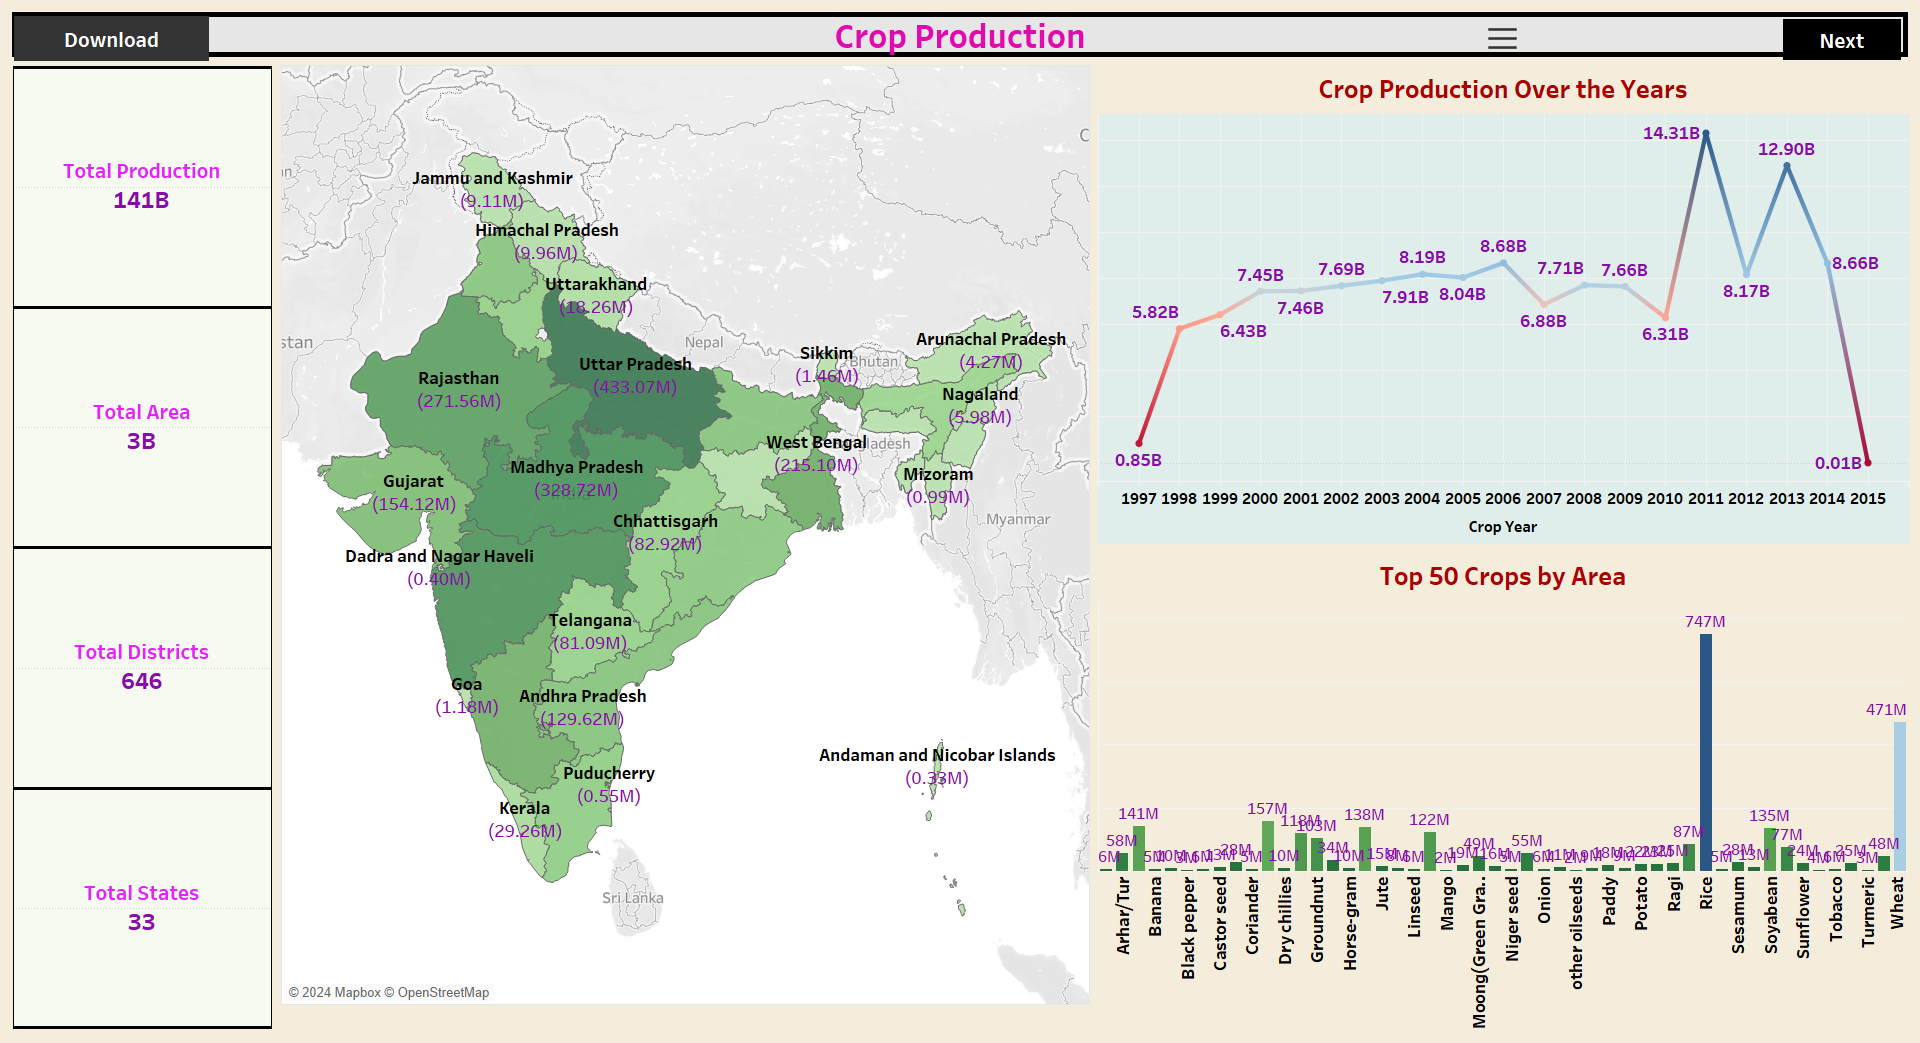 Download
Crop Production
Next
Total Production
141B
Total Area
3B
Total Districts
646
Total States
33
Jammu and Kashmir
(9.11M)
Himachal Pradesh
(9.96M)
Uttarakhand
(18.26M)
Nepal
Arunachal Pradesh
(4.27M)
Sikkim
(1.46M)
Bhutan
Uttar Pradesh
(433.07M)
Rajasthan
(271.56M)
Nagaland
(5.98M)
West Bengal
(215.10M)
Madhya Pradesh
(328.72M)
Mizoram
(0.99M)
Gujarat
(154.12M)
Myanmar
Chhattisgarh
(82.92M)
Dadra and Nagar Haveli
(0.40M)
Telangana
(81.09M)
Goa
(1.18M)
Andhra Pradesh
(129.62M)
Andaman and Nicobar Islands
(0.33M)
Puducherry
(0.55M)
Kerala
(29.26M)
Sri Lanka
© 2024 Mapbox © OpenStreetMap
Crop Production Over the Years
14.31B
12.90B
8.68B
8.19B
7.69B
7.71B
7.66B
7.45B
8.66B
7.91B
8.04B
8.17B
7.46B
5.82B
6.43B
6.88B
6.31B
0.85B
0.01B
1997 1998 1999 2000 2001 2002 2003 2004 2005 2006 2007 2008 2009 2010 2011 2012 2013 2014 2015
Crop Year
Top 50 Crops by Area
747M
471M
157M
141M
118M
103M
138M
122M
135M
87M
77M
58M
55M
49M
48M
34M
28M
28M
24M
25M
6M
Arhar/Tur
Banana
Black pepper
Castor seed
Coriander
Dry chillies
Groundnut
Horse-gram
Jute
Linseed
Mango
Moong(Green Gra..
Niger seed
Onion
other oilseeds
Paddy
Potato
Ragi
Rice
Sesamum
Soyabean
Sunflower
Tobacco
Turmeric
Wheat